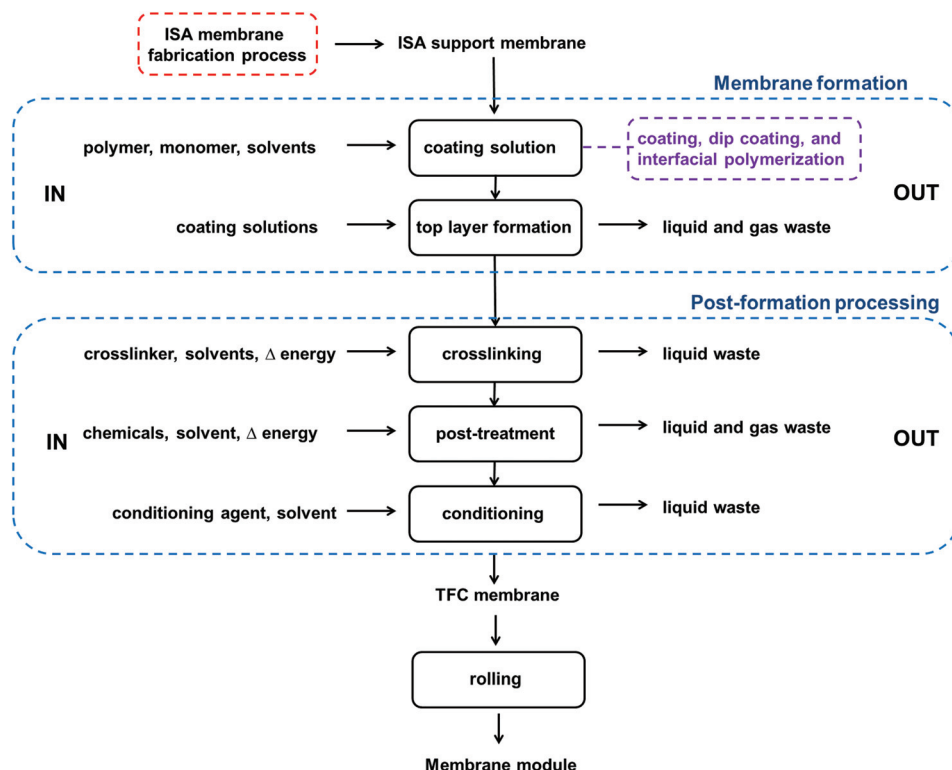 ISA membrane
fabrication process
ISA support membrane
Membrane formation
polymer, monomer, solvents
coating solution
coating, dip coating, and
interfacial polymerization
IN
OUT
coating solutions
top layer formation
liquid and gas waste
Post-formation processing
crosslinker, solvents, Δ energy
crosslinking
liquid waste
IN
chemicals, solvent, Δ energy
post-treatment
liquid and gas waste
OUT
conditioning agent, solvent
conditioning
liquid waste
TFC membrane
rolling
Membrane module